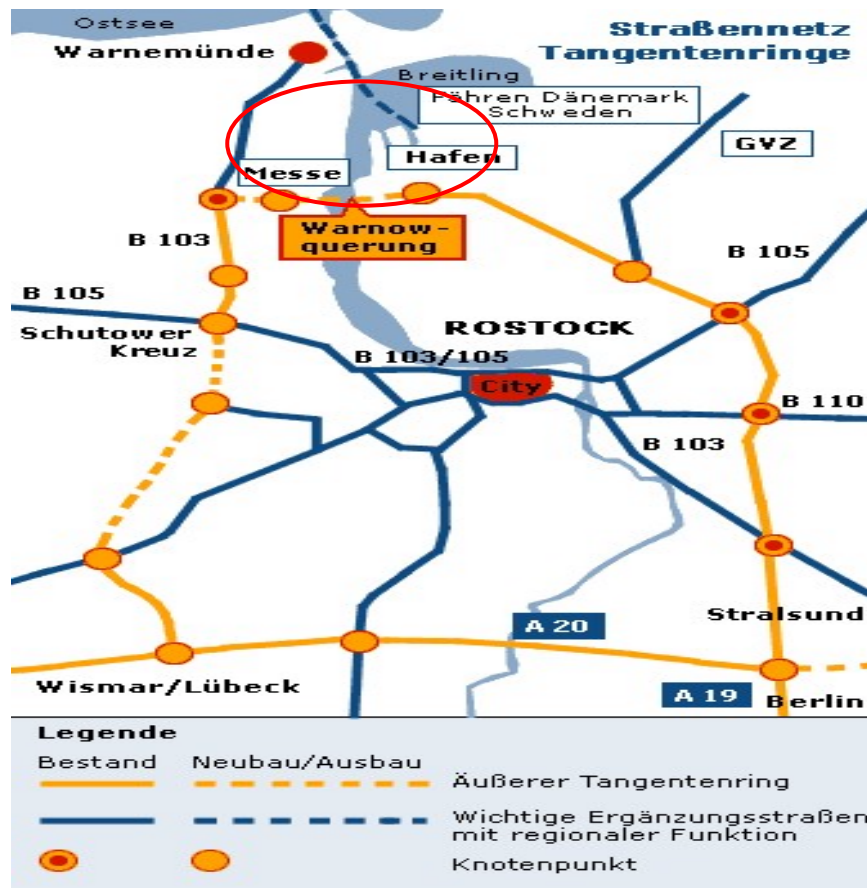 Ostsee
Straßennetz
Tangentenringe
Warnemünde
Breitling
Fähren Dänemark
Schweden
GVZ
Hafen
Messe
Warnow-
querung
B 103
B 105
B 105
Schutower
Kreuz
ROSTOCK
B 103/105
City
B 110
B 103
Stralsund
A 20
Wismar/Lübeck
A 19
Berlin
Legende
Bestand Neubau/Ausbau
Äußerer Tangentenring
Wichtige Ergänzungsstraßen
mit regionaler Funktion
Knotenpunkt